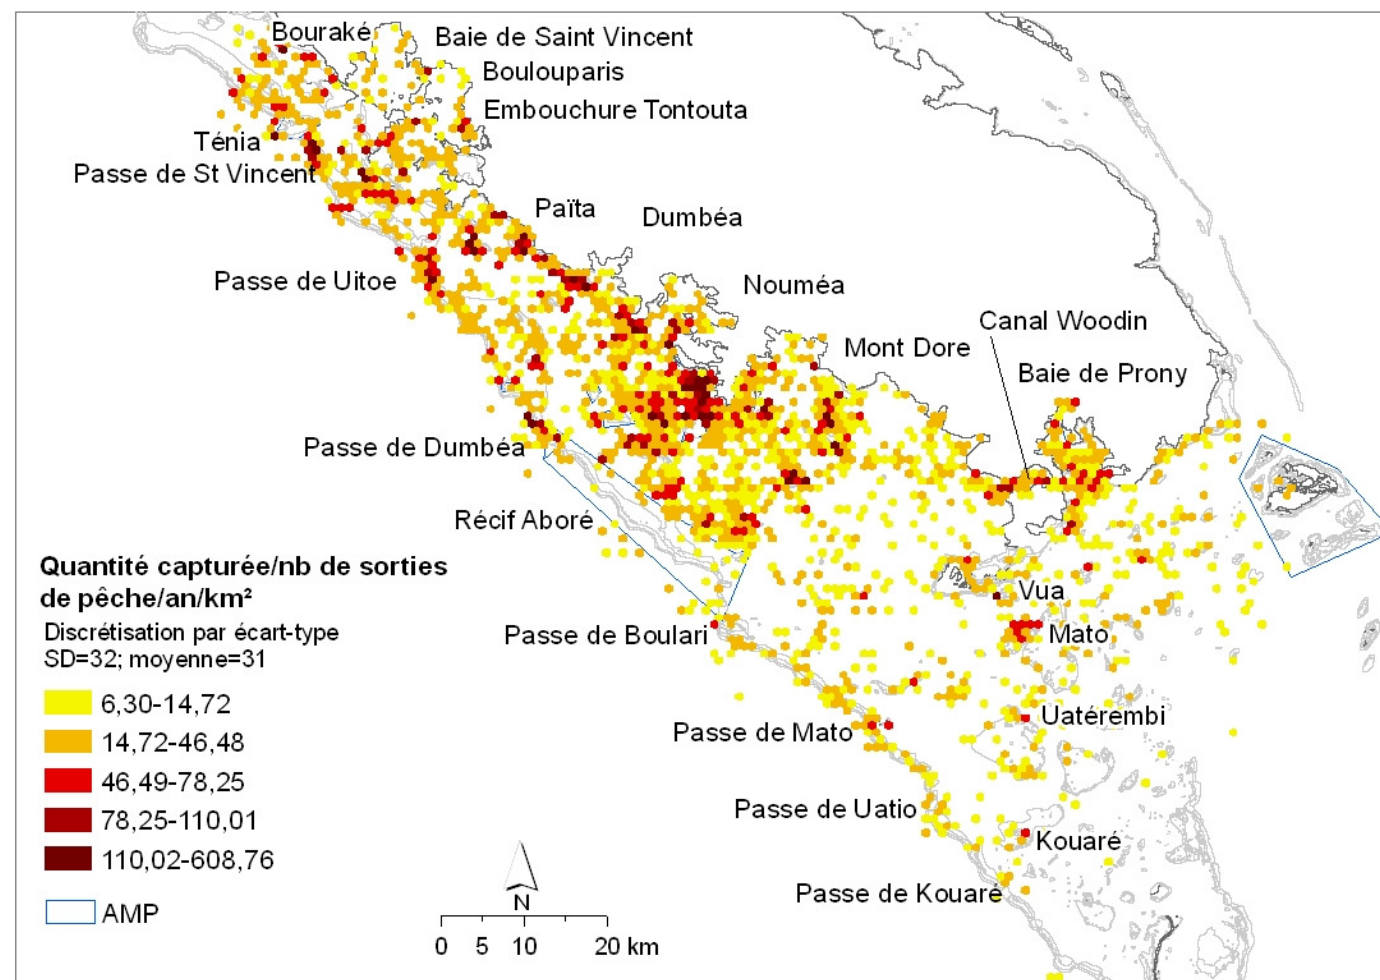 Bouraké
Baie de Saint Vincent
Boulouparis
Embouchure Tontouta
Ténia
Passe de St Vincent
Païta
Dumbéa
Passe de Uitoe
Nouméa
Canal Woodin
Mont Dore
Baie de Prony
Passe de Dumbéa
Récif Aboré
Quantité capturée/nb de sorties
de pêche/an/km²
Discrétisation par écart-type
SD=32; moyenne=31
Vua
Passe de Boulari
Mato
6,30-14,72
14,72-46,48
46,49-78,25
78,25-110,01
110,02-608,76
AMP
Uatérembi
Passe de Mato
Passe de Uatio
Kouaré
Passe de Kouaré
N
0 5 10 20 km